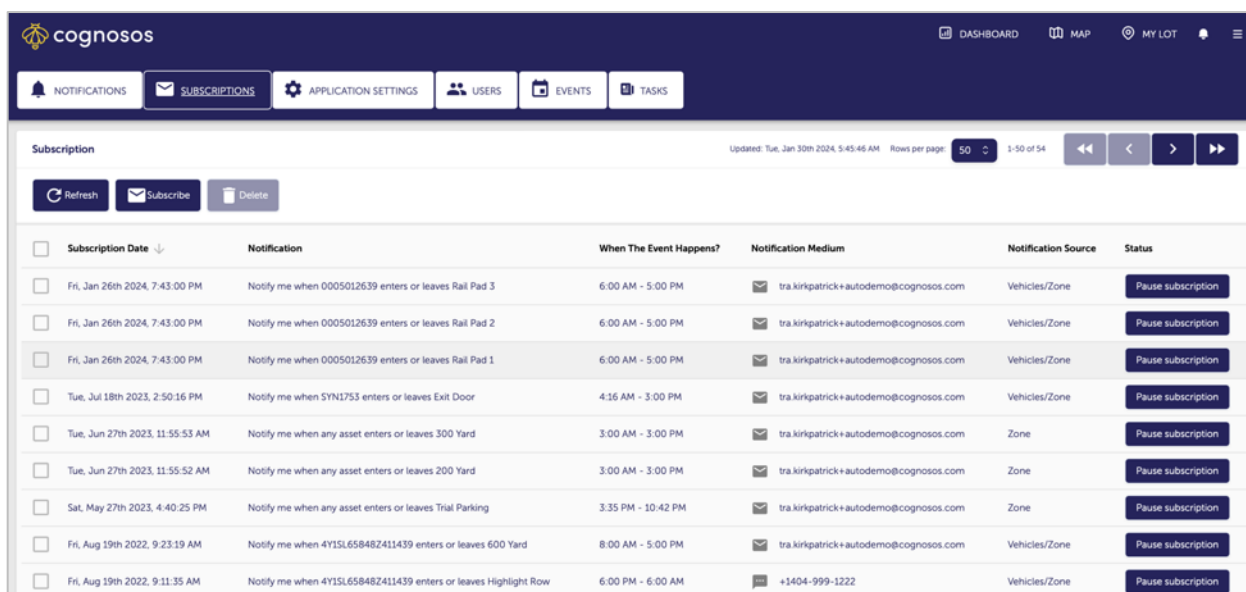 cognosos
DASHBOARD MAP MY LOT
NOTIFICATIONS SUBSCRIPTIONS APPLICATION SETTINGS USERS EVENTS TASKS
Subscription Updated: Tue, Jan 30th 2024, 5:45:46 AM Rows per page: 50 1-50 of 54
Refresh Subscribe Delete
Subscription Date Notification When The Event Happens? Notification Medium Notification Source Status
Fri, Jan 26th 2024, 7:43:00 PM Notify me when 0005012639 enters or leaves Rail Pad 3 6:00 AM - 5:00 PM tra.kirkpatrick+autodemo@cognosos.com Vehicles/Zone Pause subscription
Fri, Jan 26th 2024, 7:43:00 PM Notify me when 0005012639 enters or leaves Rail Pad 2 6:00 AM - 5:00 PM tra.kirkpatrick+autodemo@cognosos.com Vehicles/Zone Pause subscription
Fri, Jan 26th 2024, 7:43:00 PM Notify me when 0005012639 enters or leaves Rail Pad 1 6:00 AM - 5:00 PM tra.kirkpatrick+autodemo@cognosos.com Vehicles/Zone Pause subscription
Tue, Jul 18th 2023, 2:50:16 PM Notify me when SYN1753 enters or leaves Exit Door 4:16 AM - 3:00 PM tra.kirkpatrick+autodemo@cognosos.com Vehicles/Zone Pause subscription
Tue, Jun 27th 2023, 11:55:53 AM Notify me when any asset enters or leaves 300 Yard 3:00 AM - 3:00 PM tra.kirkpatrick+autodemo@cognosos.com Zone Pause subscription
Tue, Jun 27th 2023, 11:55:52 AM Notify me when any asset enters or leaves 200 Yard 3:00 AM - 3:00 PM tra.kirkpatrick+autodemo@cognosos.com Zone Pause subscription
Sat, May 27th 2023, 4:40:25 PM Notify me when any asset enters or leaves Trial Parking 3:35 PM - 10:42 PM tra.kirkpatrick+autodemo@cognosos.com Zone Pause subscription
Fri, Aug 19th 2022, 9:23:19 AM Notify me when 4Y1SL65848Z411439 enters or leaves 600 Yard 8:00 AM - 5:00 PM tra.kirkpatrick+autodemo@cognosos.com Vehicles/Zone Pause subscription
Fri, Aug 19th 2022, 9:11:35 AM Notify me when 4Y1SL65848Z411439 enters or leaves Highlight Row 6:00 PM - 6:00 AM +1404-999-1222 Vehicles/Zone Pause subscription